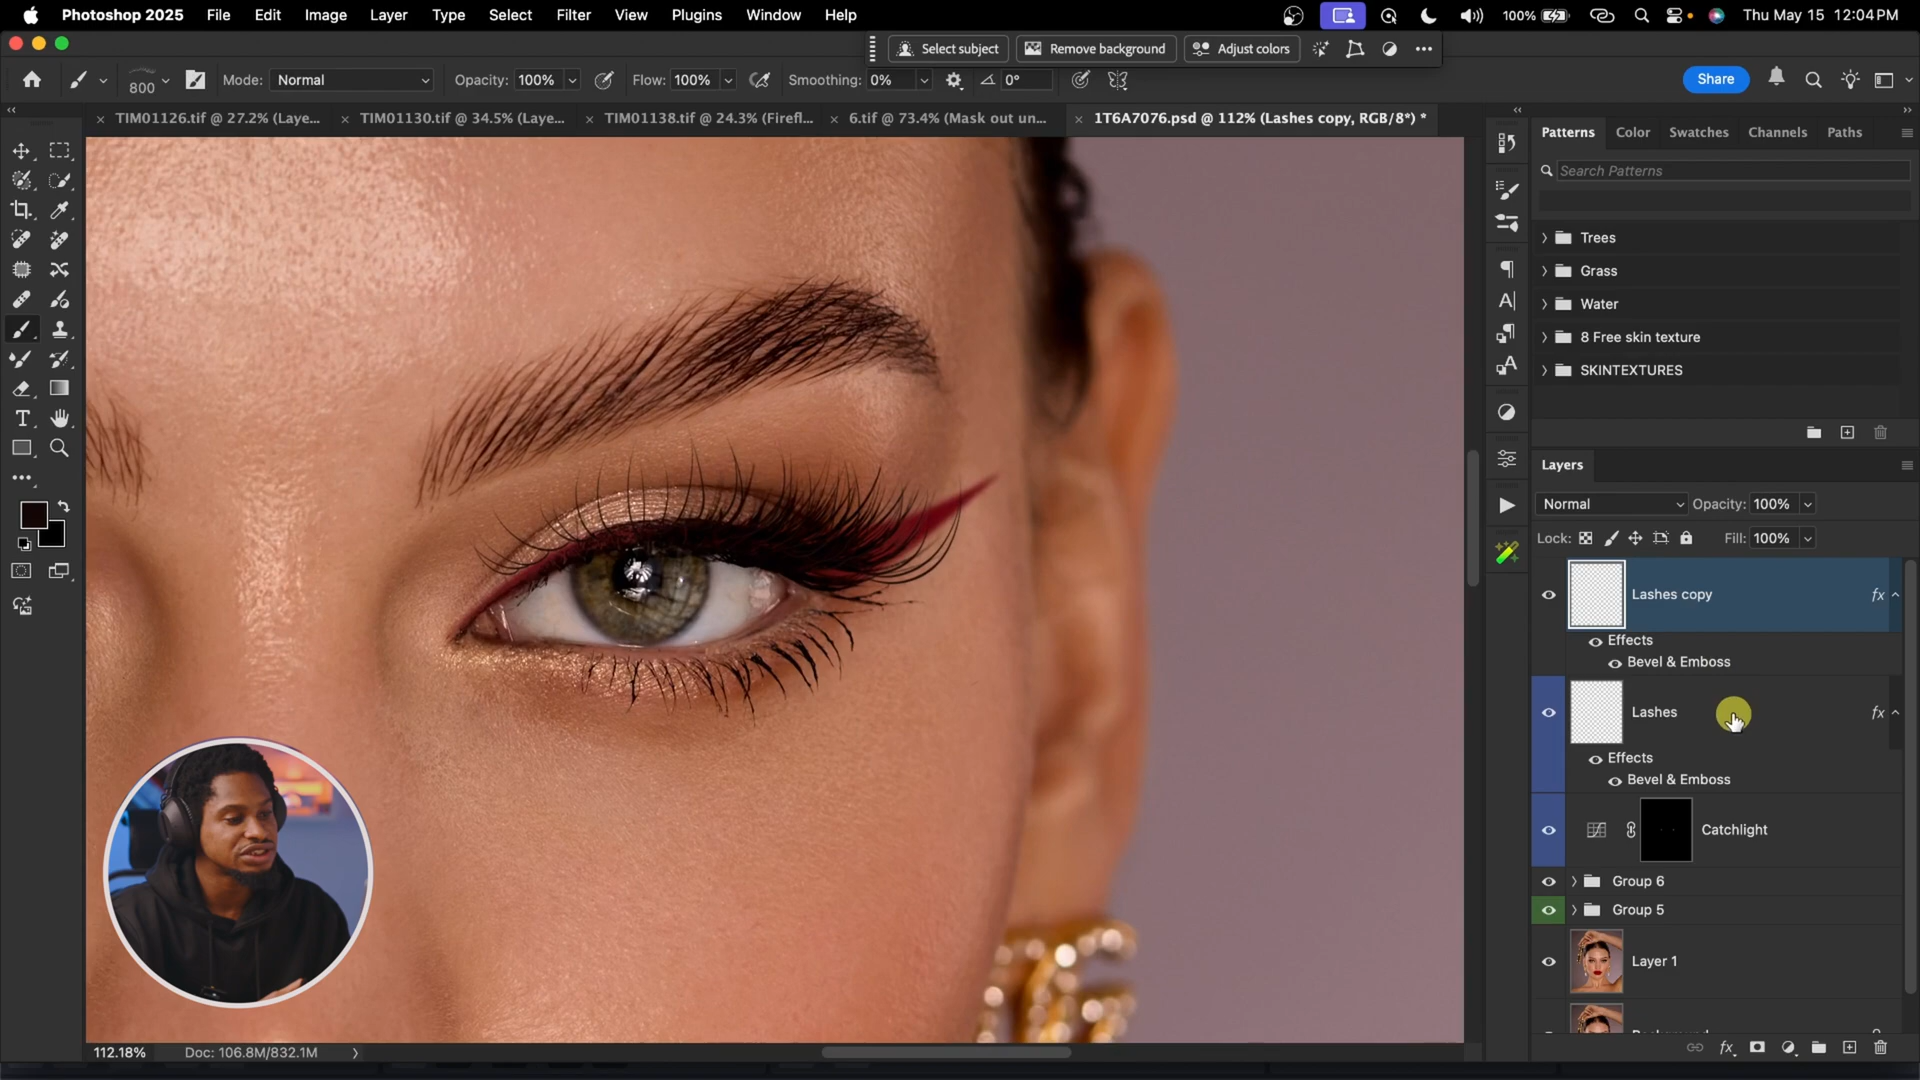 Photoshop 2025 File Edit Image Layer Type Select Filter View Plugins Window Help 100% Thu May 15 12:04 PM
Select subject Remove background Adjust colors
800 Mode: Normal Opacity: 100% Flow: 100% Smoothing: 0% 0° Share
TIM01126.tif @ 27.2% (Laye... TIM01130.tif @ 34.5% (Laye... TIM01138.tif @ 24.3% (Firefl... 6.tif @ 73.4% (Mask out un... 1T6A7076.psd @ 112% (Lashes copy, RGB/8*) *
Patterns Color Swatches Channels Paths
Search Patterns
Trees
Grass
Water
8 Free skin texture
SKINTEXTURES
Layers
Normal Opacity: 100%
Lock: Fill: 100%
Lashes copy fx
Effects
Bevel & Emboss
Lashes fx
Effects
Bevel & Emboss
Catchlight
Group 6
Group 5
Layer 1
112.18% Doc: 106.8M/832.1M
fx